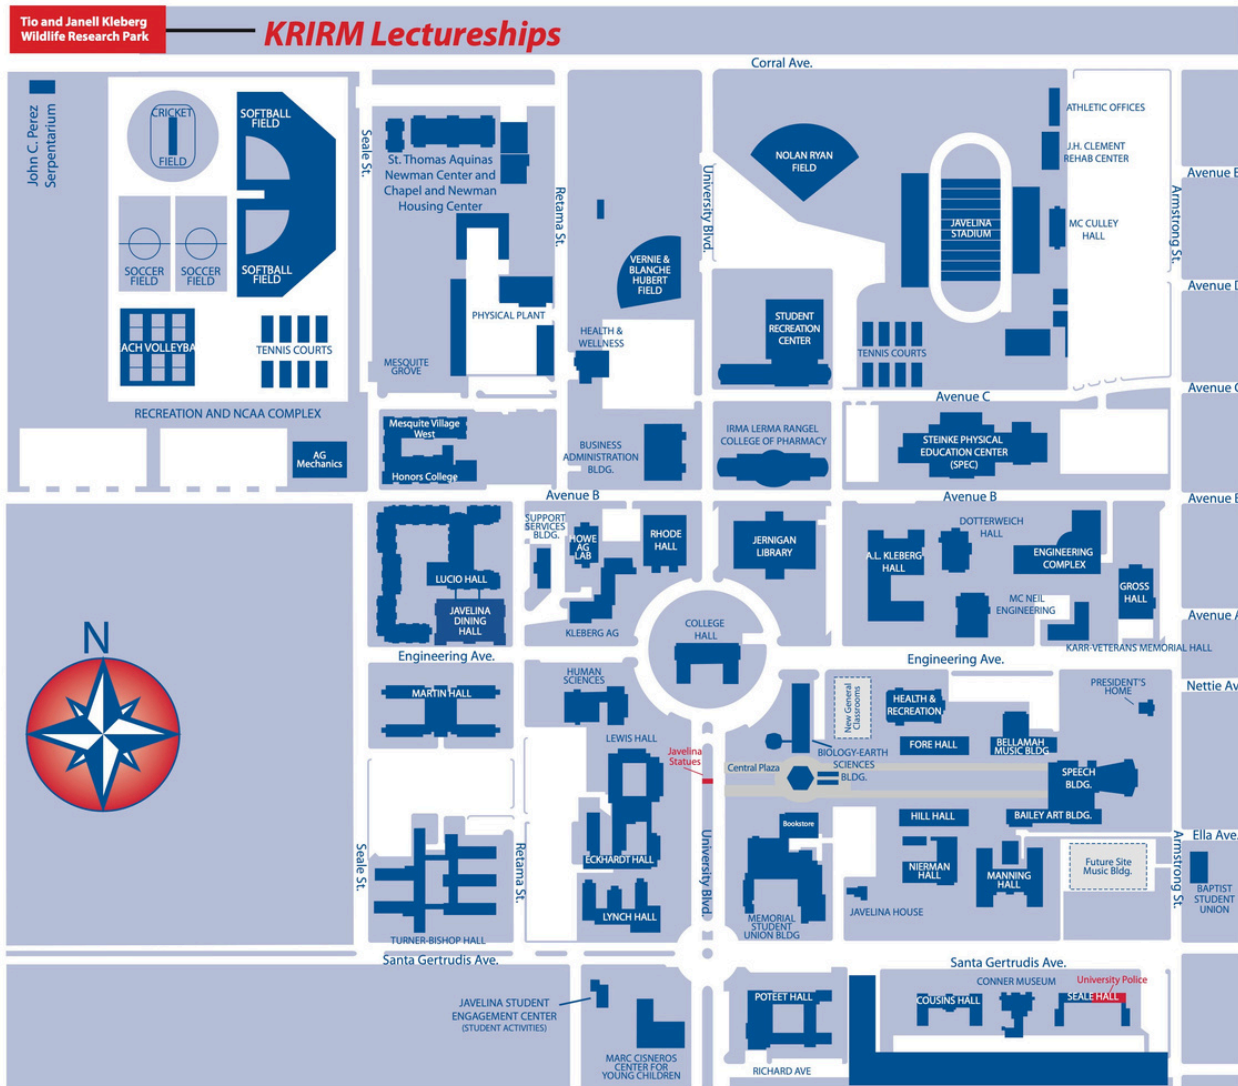 Tio and Janell Kleberg
Wildlife Research Park
KRIRM Lectureships
Corral Ave.
John C. Perez
Serpentarium
CRICKET
FIELD
SOFTBALL
FIELD
Seale St.
St. Thomas Aquinas
Newman Center and
Chapel and Newman
Housing Center
Retama St.
University Blvd.
NOLAN RYAN
FIELD
JAVELINA
STADIUM
ATHLETIC OFFICES
J.H. CLEMENT
REHAB CENTER
Avenue E
Armstrong St.
MC CULLEY
HALL
SOCCER
FIELD
SOCCER
FIELD
SOFTBALL
FIELD
VERNIE &
BLANCHE
HUBERT
FIELD
PHYSICAL PLANT
Avenue D
STUDENT
RECREATION
CENTER
HEALTH &
WELLNESS
ACH VOLLEYBA
TENNIS COURTS
MESQUITE
GROVE
TENNIS COURTS
RECREATION AND NCAA COMPLEX
Avenue C
Avenue C
Mesquite Village
West
Honors College
AG
Mechanics
BUSINESS
ADMINISTRATION
BLDG.
IRMA LERMA RANGEL
COLLEGE OF PHARMACY
STEINKE PHYSICAL
EDUCATION CENTER
(SPEC)
Avenue B
Avenue B
Avenue B
SUPPORT
SERVICES
BLDG.
HOWE
AG
LAB
RHODE
HALL
JERNIGAN
LIBRARY
A.L. KLEBERG
HALL
DOTTERWEICH
HALL
ENGINEERING
COMPLEX
GROSS
HALL
LUCIO HALL
JAVELINA
DINING
HALL
KLEBERG AG
COLLEGE
HALL
MC NEIL
ENGINEERING
Avenue A
KARR-VETERANS MEMORIAL HALL
N
Engineering Ave.
Engineering Ave.
MARTIN HALL
HUMAN
SCIENCES
New General
Classrooms
HEALTH &
RECREATION
PRESIDENT'S
HOME
Nettie Av
LEWIS HALL
Javelina
Statues
BIOLOGY-EARTH
SCIENCES
BLDG.
FORE HALL
BELLAMAH
MUSIC BLDG.
Central Plaza
SPEECH
BLDG.
Bookstore
HILL HALL
BAILEY ART BLDG.
Seale St.
Retama St.
University Blvd.
Armstrong St.
Ella Ave.
ECKHARDT HALL
NIERMAN
HALL
MANNING
HALL
Future Site
Music Bldg.
BAPTIST
STUDENT
UNION
LYNCH HALL
MEMORIAL
STUDENT
UNION BLDG
JAVELINA HOUSE
TURNER-BISHOP HALL
Santa Gertrudis Ave.
Santa Gertrudis Ave.
JAVELINA STUDENT
ENGAGEMENT CENTER
(STUDENT ACTIVITIES)
POTEET HALL
COUSINS HALL
CONNER MUSEUM
University Police
SEALE HALL
MARC CISNEROS
CENTER FOR
YOUNG CHILDREN
RICHARD AVE